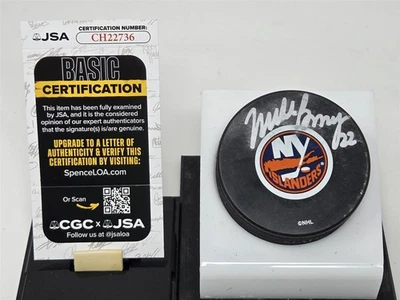 JSA
CERTIFICATION NUMBER:
CH22736
BASIC
CERTIFICATION
This item has been fully examined
by JSA, and it is the considered
opinion of our expert authenticators
that the signature(s) is/are genuine.
UPGRADE TO A LETTER OF
AUTHENTICITY & VERIFY THIS
CERTIFICATION BY VISITING:
SpenceLOA.com
Or Scan
CGC x JSA
Follow us @jsaloa
Mike Bossy 22
NY
ISLANDERS
©NHL